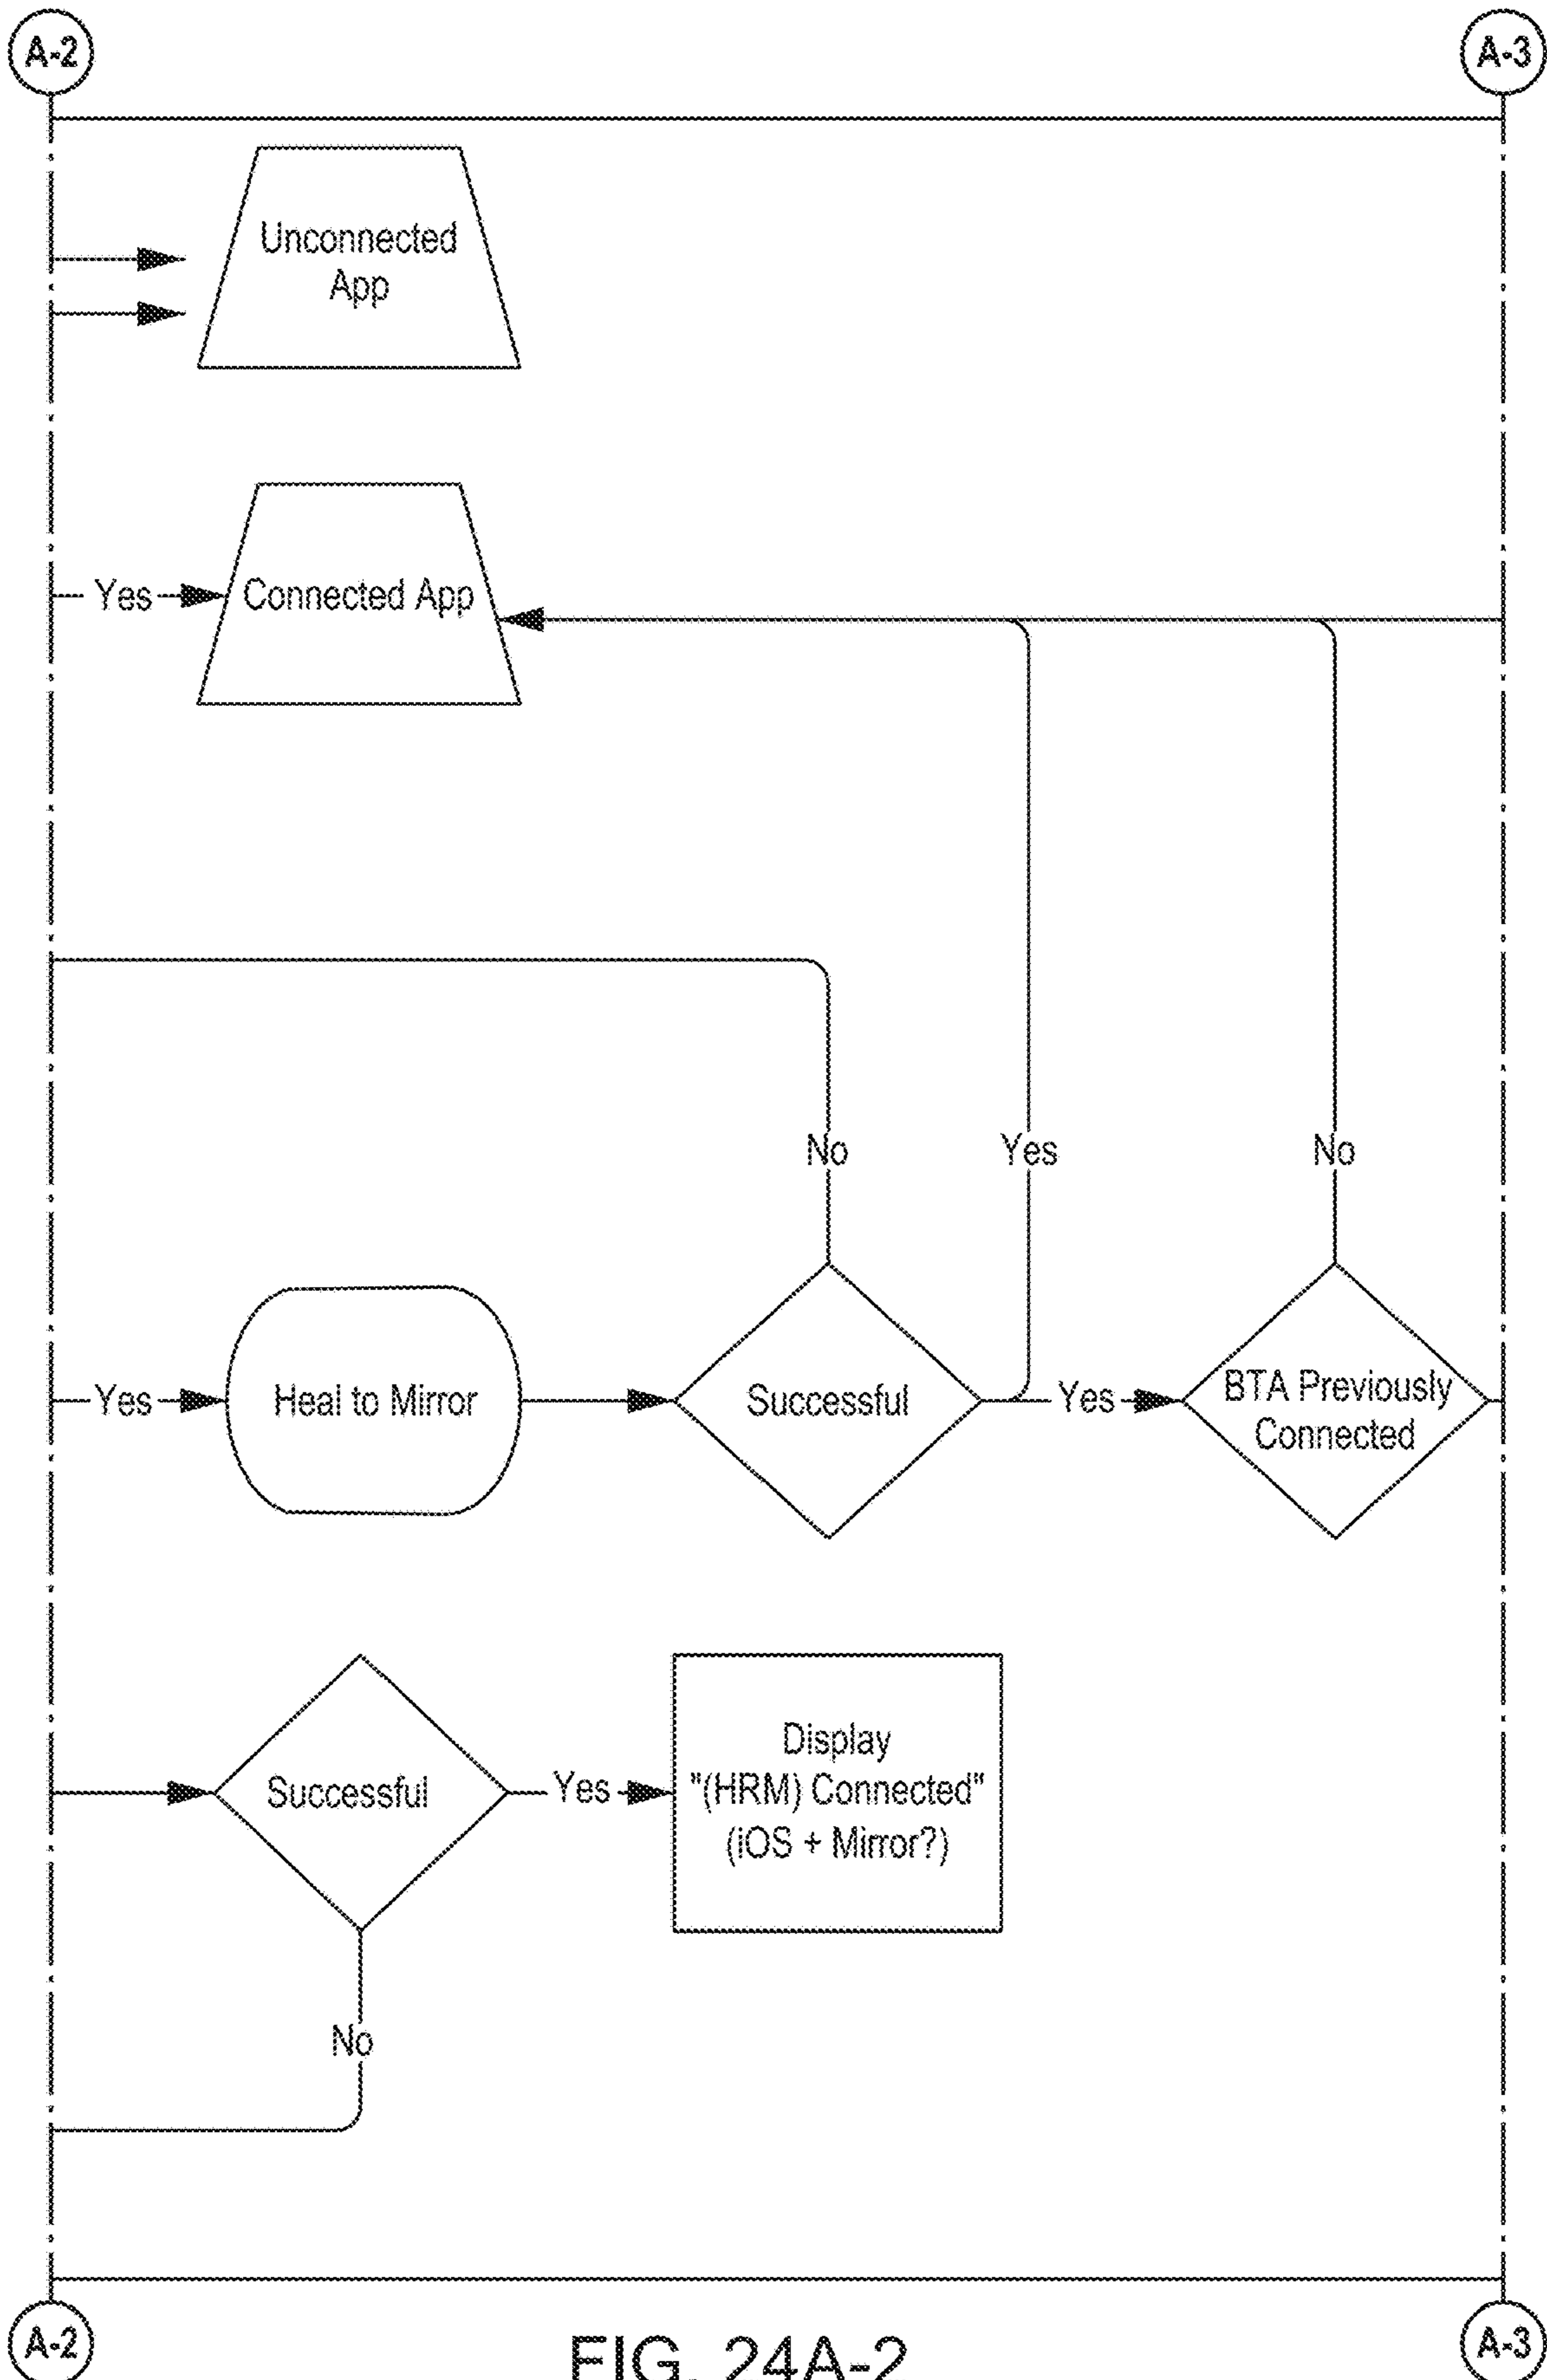 A-2
A-3
Unconnected
App
Yes
Connected App
No
Yes
No
Yes
Heal to Mirror
Successful
Yes
BTA Previously
Connected
Successful
Yes
Display
"(HRM) Connected"
(iOS + Mirror?)
No
A-2
FIG. 24A-2
A-3